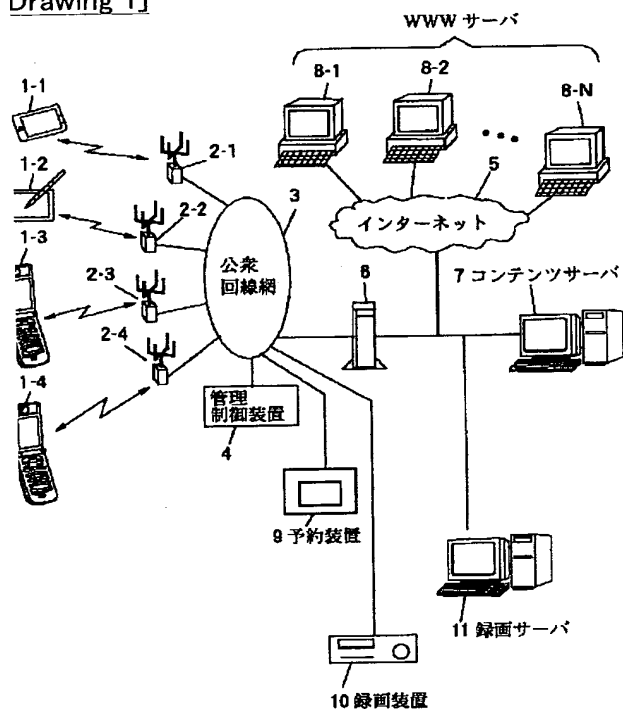 Drawing 1]
WWW サーバ
8-1
8-2
8-N
1-1
2-1
1-2
2-2
3
5
インターネット
1-3
2-3
公衆
回線網
6
7 コンテンツサーバ
2-4
1-4
管理
制御装置
4
9 予約装置
11 録画サーバ
10 録画装置